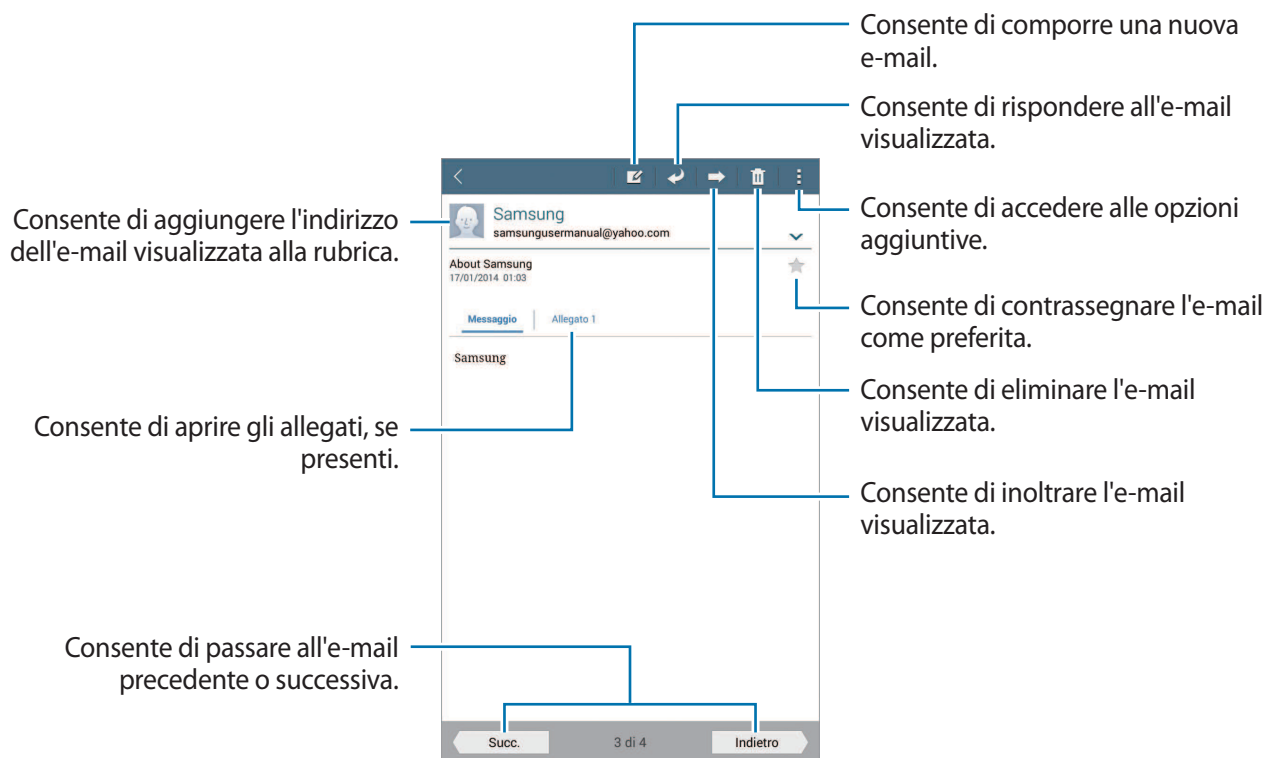 Consente di comporre una nuova
e-mail.
Consente di rispondere all'e-mail
visualizzata.
Consente di aggiungere l'indirizzo
dell'e-mail visualizzata alla rubrica.
Samsung
samsungusermanual@yahoo.com
Consente di accedere alle opzioni
aggiuntive.
About Samsung
17/01/2014 01:03
Consente di contrassegnare l'e-mail
come preferita.
Messaggio
Allegato 1
Samsung
Consente di eliminare l'e-mail
visualizzata.
Consente di aprire gli allegati, se
presenti.
Consente di inoltrare l'e-mail
visualizzata.
Consente di passare all'e-mail
precedente o successiva.
Succ.
3 di 4
Indietro